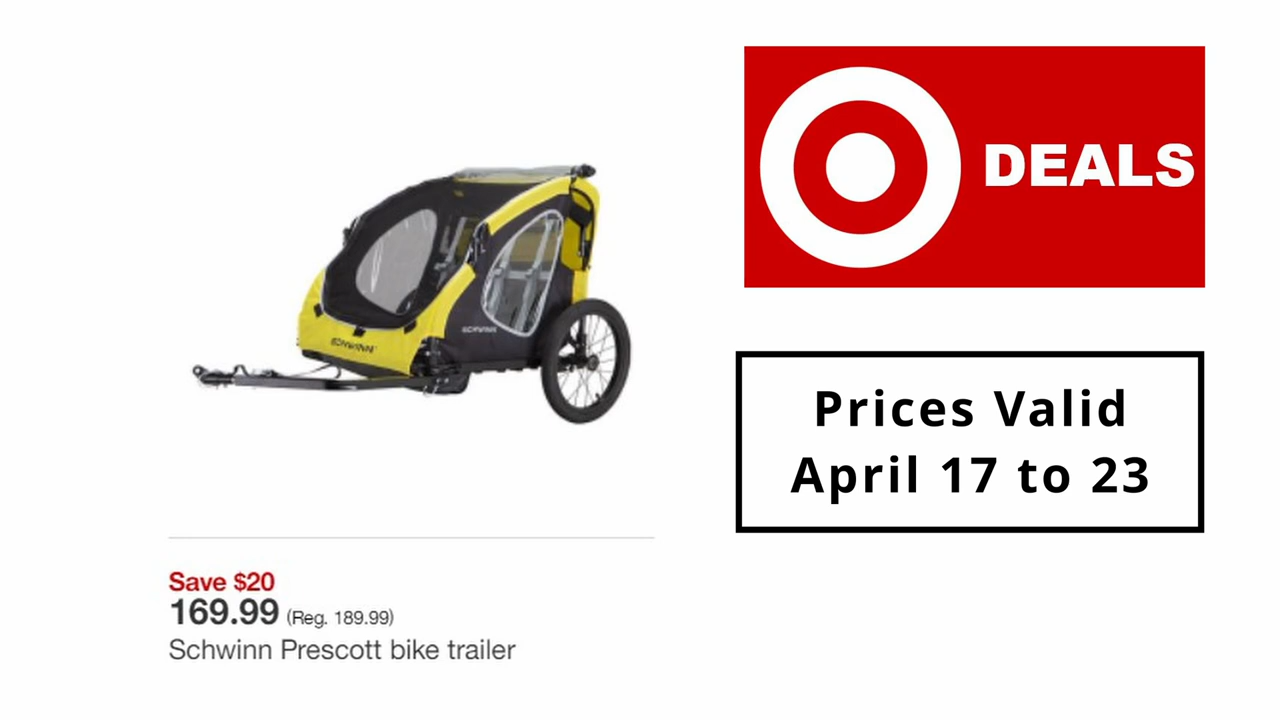 DEALS
Prices Valid
April 17 to 23
SCHWINN
SCHWINN
Save $20
169.99 (Reg. 189.99)
Schwinn Prescott bike trailer